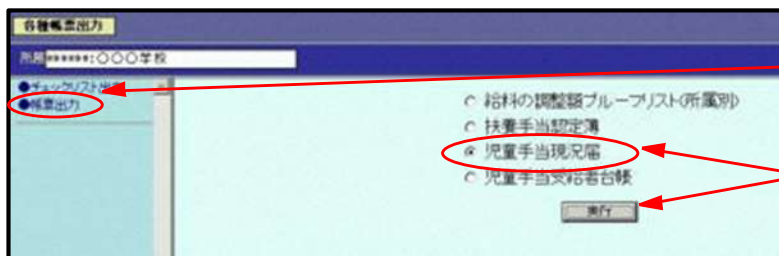 各種帳票出力
所属******:○○○学校
●チェックリスト出力
●帳票出力
給料の調整額プルーフリスト(所属別)
扶養手当認定簿
児童手当現況届
児童手当受給者台帳
実行